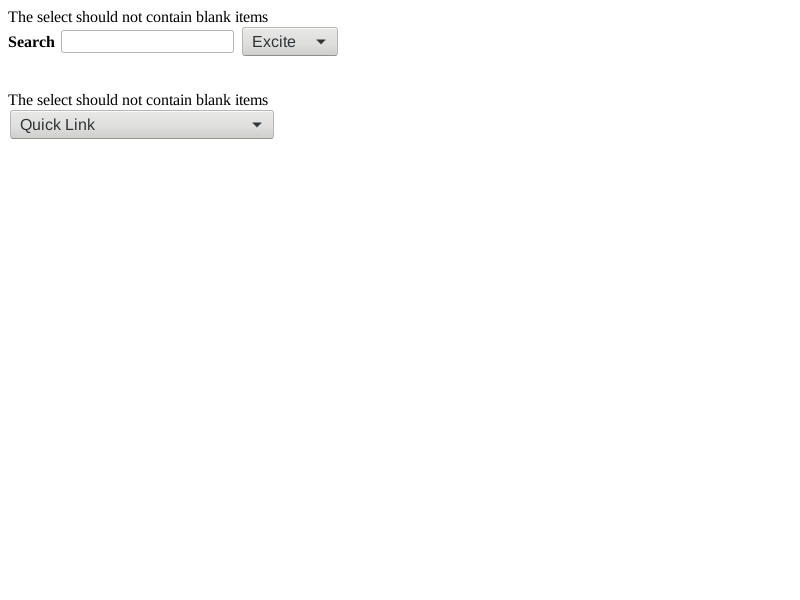 The select should not contain blank items
Search Excite
The select should not contain blank items
Quick Link